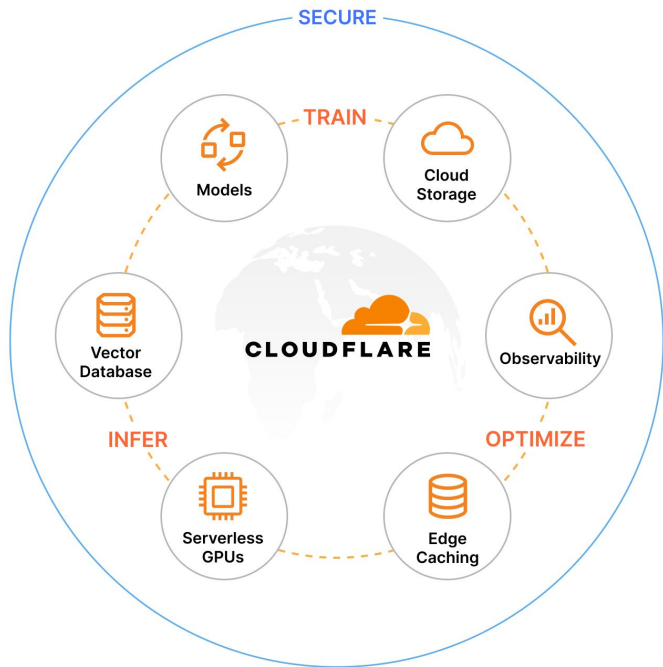 SECURE
TRAIN
Models
Cloud
Storage
Vector
Database
CLOUDFLARE
Observability
INFER
OPTIMIZE
Serverless
GPUs
Edge
Caching